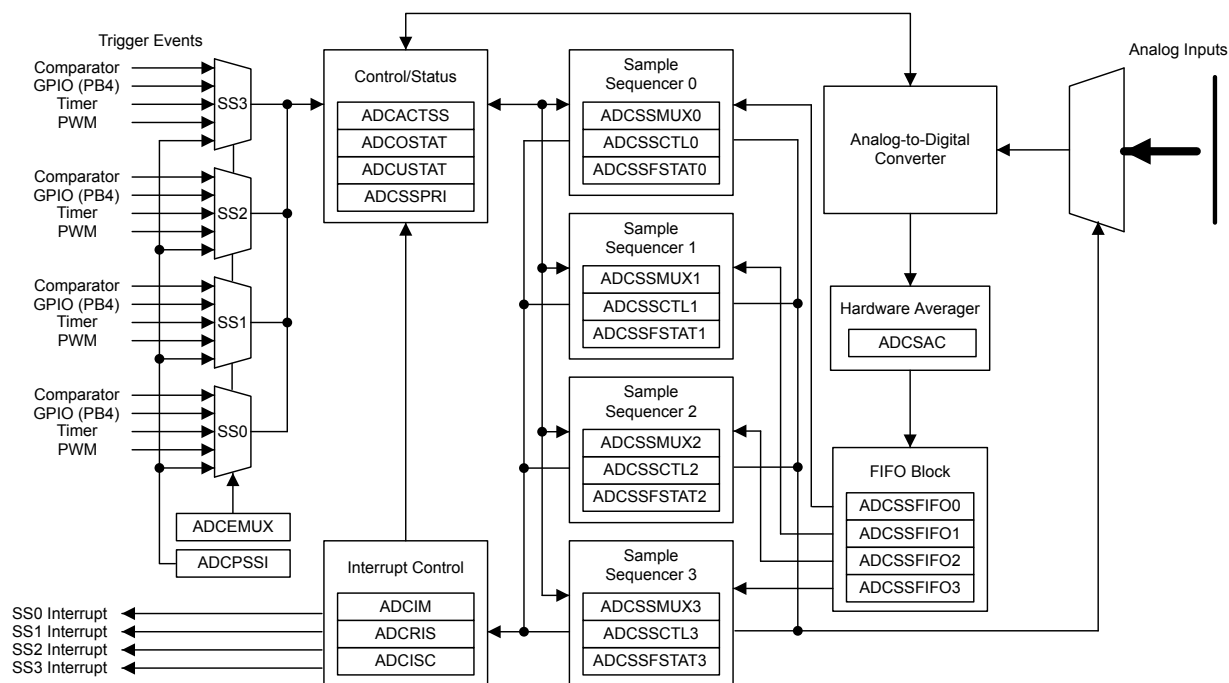 Trigger Events
Comparator
GPIO (PB4)
Timer
PWM
SS3
Comparator
GPIO (PB4)
Timer
PWM
SS2
Comparator
GPIO (PB4)
Timer
PWM
SS1
Comparator
GPIO (PB4)
Timer
PWM
SS0
ADCEMUX
ADCPSSI
SS0 Interrupt
SS1 Interrupt
SS2 Interrupt
SS3 Interrupt
Control/Status
ADCACTSS
ADCOSTAT
ADCUSTAT
ADCSSPRI
Interrupt Control
ADCIM
ADCRIS
ADCISC
Sample
Sequencer 0
ADCSSMUX0
ADCSSCTL0
ADCSSFSTAT0
Sample
Sequencer 1
ADCSSMUX1
ADCSSCTL1
ADCSSFSTAT1
Sample
Sequencer 2
ADCSSMUX2
ADCSSCTL2
ADCSSFSTAT2
Sample
Sequencer 3
ADCSSMUX3
ADCSSCTL3
ADCSSFSTAT3
Analog-to-Digital
Converter
Hardware Averager
ADCSAC
FIFO Block
ADCSSFIFO0
ADCSSFIFO1
ADCSSFIFO2
ADCSSFIFO3
Analog Inputs